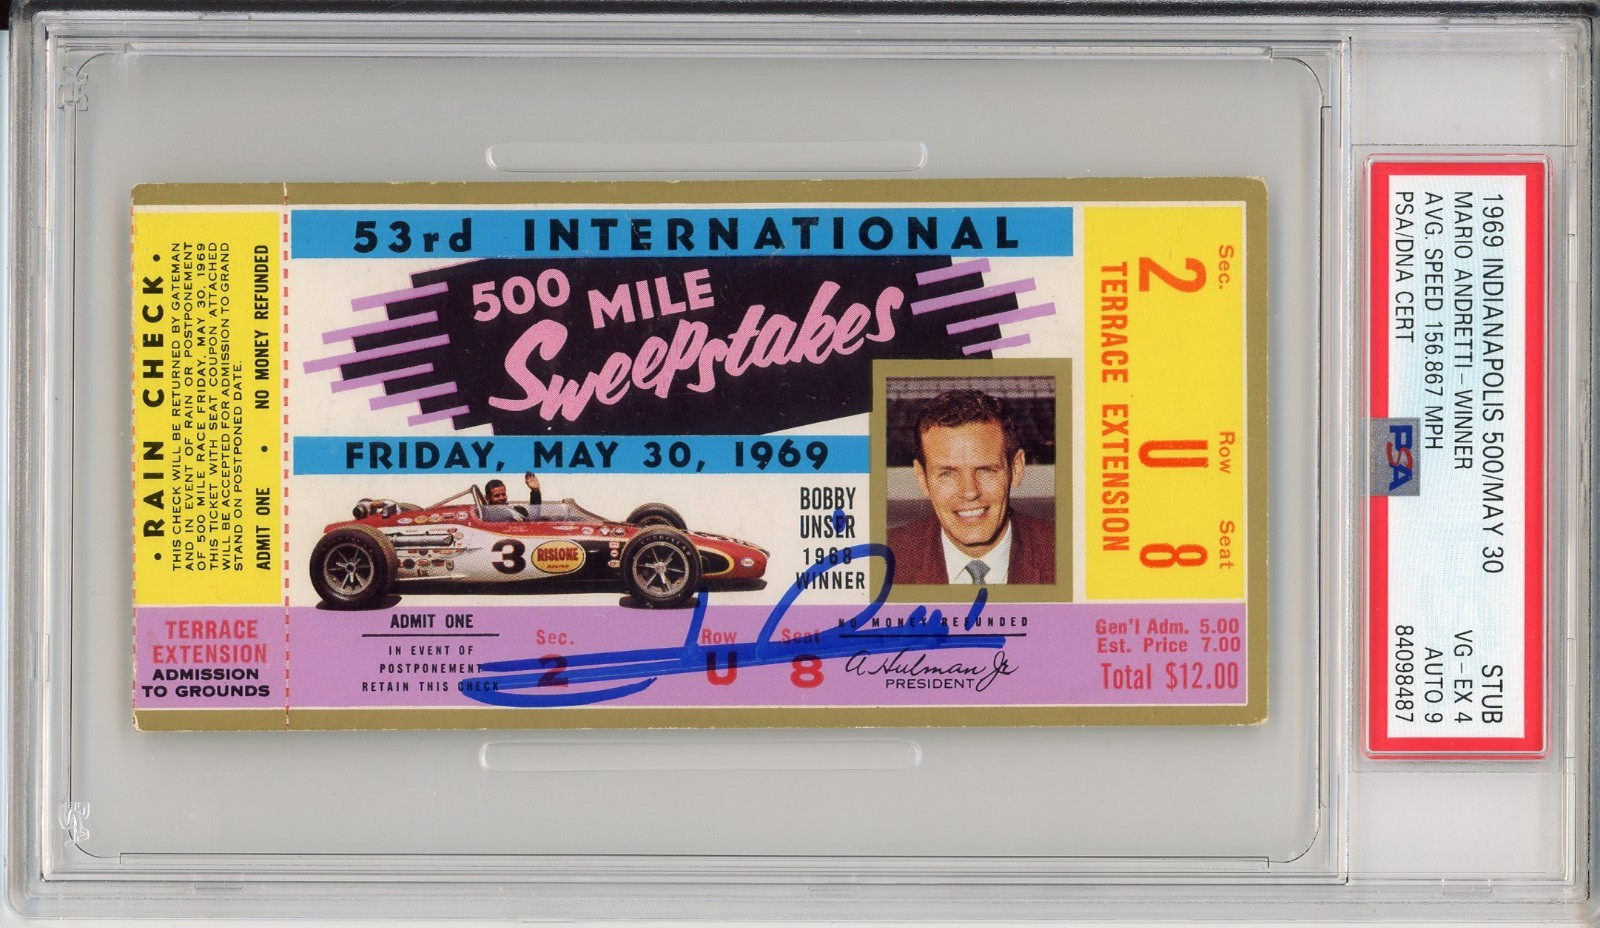 • RAIN CHECK •
THIS CHECK WILL BE RETURNED BY GATEMAN
AND IN EVENT OF RAIN OR POSTPONEMENT
OF 500 MILE RACE FRIDAY, MAY 30, 1969
THIS TICKET WITH SEAT COUPON ATTACHED
WILL BE ACCEPTED FOR ADMISSION TO GRAND
STAND ON POSTPONED DATE.
ADMIT ONE • NO MONEY REFUNDED
TERRACE
EXTENSION
ADMISSION
TO GROUNDS
53rd INTERNATIONAL
500 MILE
Sweepstakes
FRIDAY, MAY 30, 1969
3
RISLONE
BOBBY
UNSER
1968
WINNER
ADMIT ONE
IN EVENT OF
POSTPONEMENT
RETAIN THIS CHECK
Sec.
2
Row
U
Seat
8
NO MONEY REFUNDED
A Hulman Jr
PRESIDENT
Gen'l Adm. 5.00
Est. Price 7.00
Total $12.00
Sec. Row Seat
2 U 8
TERRACE EXTENSION
1969 INDIANAPOLIS 500/MAY 30 STUB
MARIO ANDRETTI-WINNER VG-EX 4
AVG. SPEED 156.867 MPH AUTO 9
PSA/DNA CERT 84098487
PSA